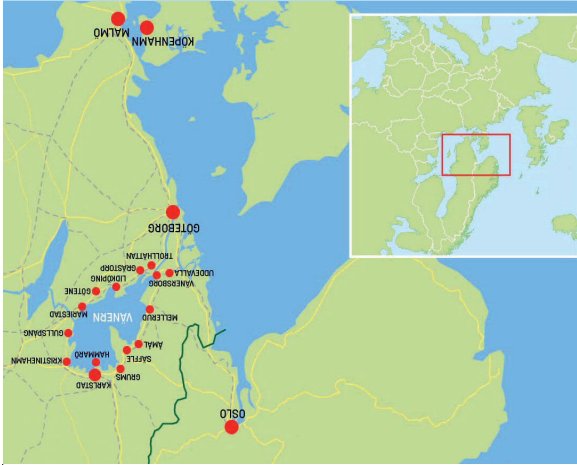 OSLO
KARLSTAD
GRUMS
KRISTINEHAMN
HAMMARÖ
SÄFFLE
ÅMÅL
GULLSPÅNG
VÄNERN
MELLERUD
MARIESTAD
GÖTENE
VÄNERSBORG
LIDKÖPING
UDDEVALLA
GRÄSTORP
TROLLHÄTTAN
GÖTEBORG
KÖPENHAMN
MALMÖ